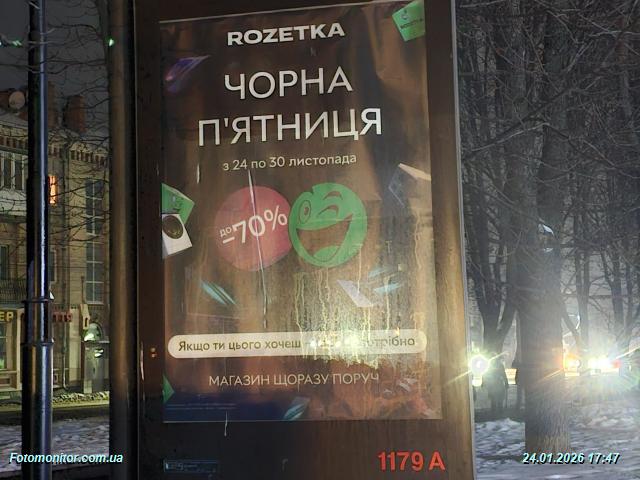 ROZETKA
ЧОРНА
П'ЯТНИЦЯ
з 24 по 30 листопада
до
-70%
Якщо ти цього хочеш
МАГАЗИН ЩОРАЗУ ПОРУЧ
1179 А
Fotomonitor.com.ua
24.01.2026 17:47